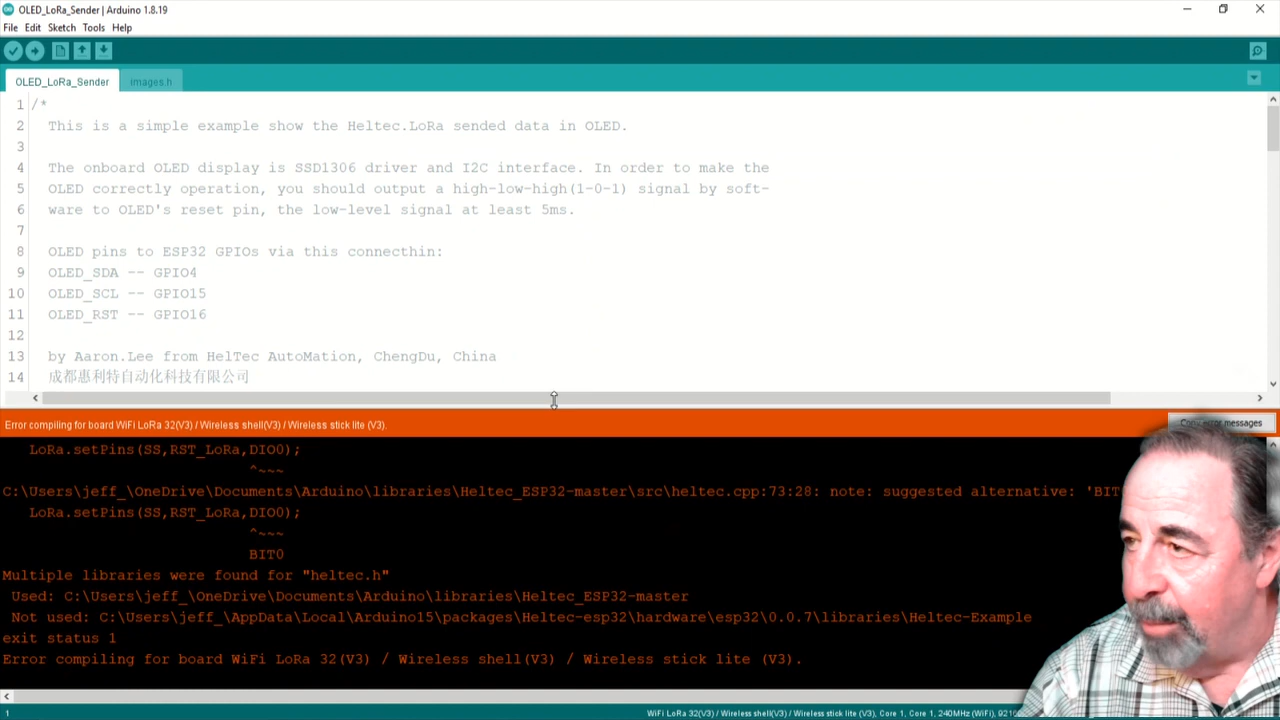 OLED_LoRa_Sender | Arduino 1.8.19
File Edit Sketch Tools Help
OLED_LoRa_Sender images.h
1 /*
2 This is a simple example show the Heltec.LoRa sended data in OLED.
3
4 The onboard OLED display is SSD1306 driver and I2C interface. In order to make the
5 OLED correctly operation, you should output a high-low-high(1-0-1) signal by soft-
6 ware to OLED's reset pin, the low-level signal at least 5ms.
7
8 OLED pins to ESP32 GPIOs via this connecthin:
9 OLED_SDA -- GPIO4
10 OLED_SCL -- GPIO15
11 OLED_RST -- GPIO16
12
13 by Aaron.Lee from HelTec AutoMation, ChengDu, China
14 成都惠利特自动化科技有限公司
Error compiling for board WiFi LoRa 32(V3) / Wireless shell(V3) / Wireless stick lite (V3).
Copy error messages
LoRa.setPins(SS,RST_LoRa,DIO0);
^~~~
C:\Users\jeff_\OneDrive\Documents\Arduino\libraries\Heltec_ESP32-master\src\heltec.cpp:73:28: note: suggested alternative: 'BIT
LoRa.setPins(SS,RST_LoRa,DIO0);
^~~~
BIT0
Multiple libraries were found for "heltec.h"
Used: C:\Users\jeff_\OneDrive\Documents\Arduino\libraries\Heltec_ESP32-master
Not used: C:\Users\jeff_\AppData\Local\Arduino15\packages\Heltec-esp32\hardware\esp32\0.0.7\libraries\Heltec-Example
exit status 1
Error compiling for board WiFi LoRa 32(V3) / Wireless shell(V3) / Wireless stick lite (V3).
1 WiFi LoRa 32(V3) / Wireless shell(V3) / Wireless stick lite (V3), Core 1, Core 1, 240MHz (WiFi),